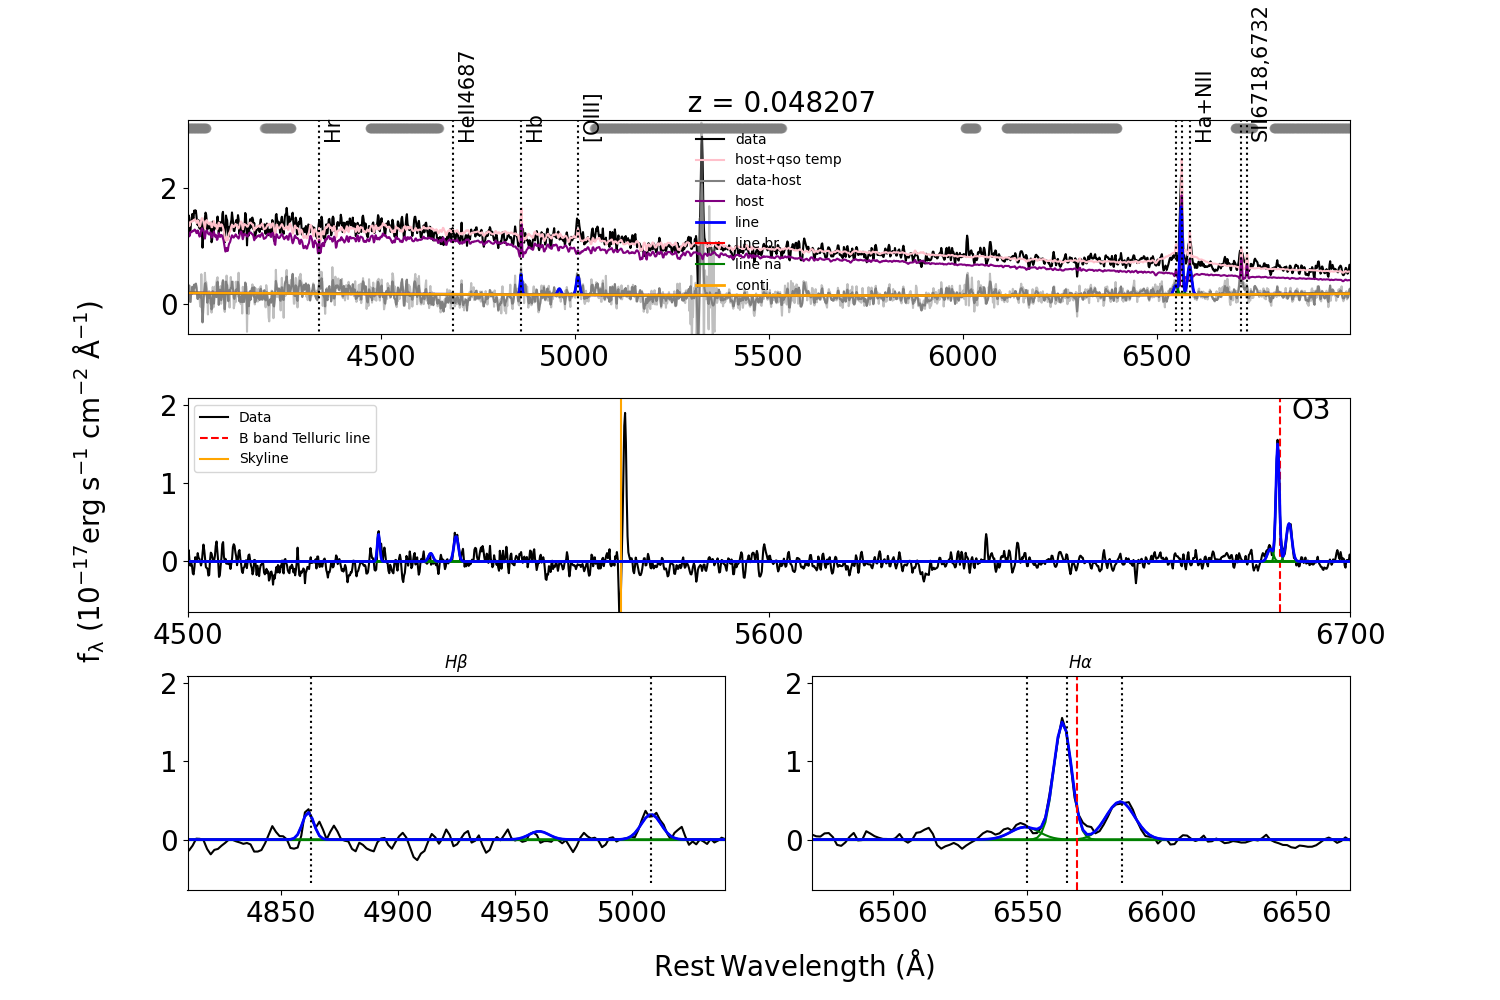 z = 0.048207
Hr
HeII4687
Hb
[OIII]
Ha+NII
SII6718,6732
data
host+qso temp
data-host
host
line
line br
line na
conti
2
0
4500 5000 5500 6000 6500
fλ (10⁻¹⁷erg s⁻¹ cm⁻² Å⁻¹)
Data
B band Telluric line
Skyline
O3
2
1
0
4500 5600 6700
Hβ
2
1
0
4850 4900 4950 5000
Hα
2
1
0
6500 6550 6600 6650
Rest Wavelength (Å)